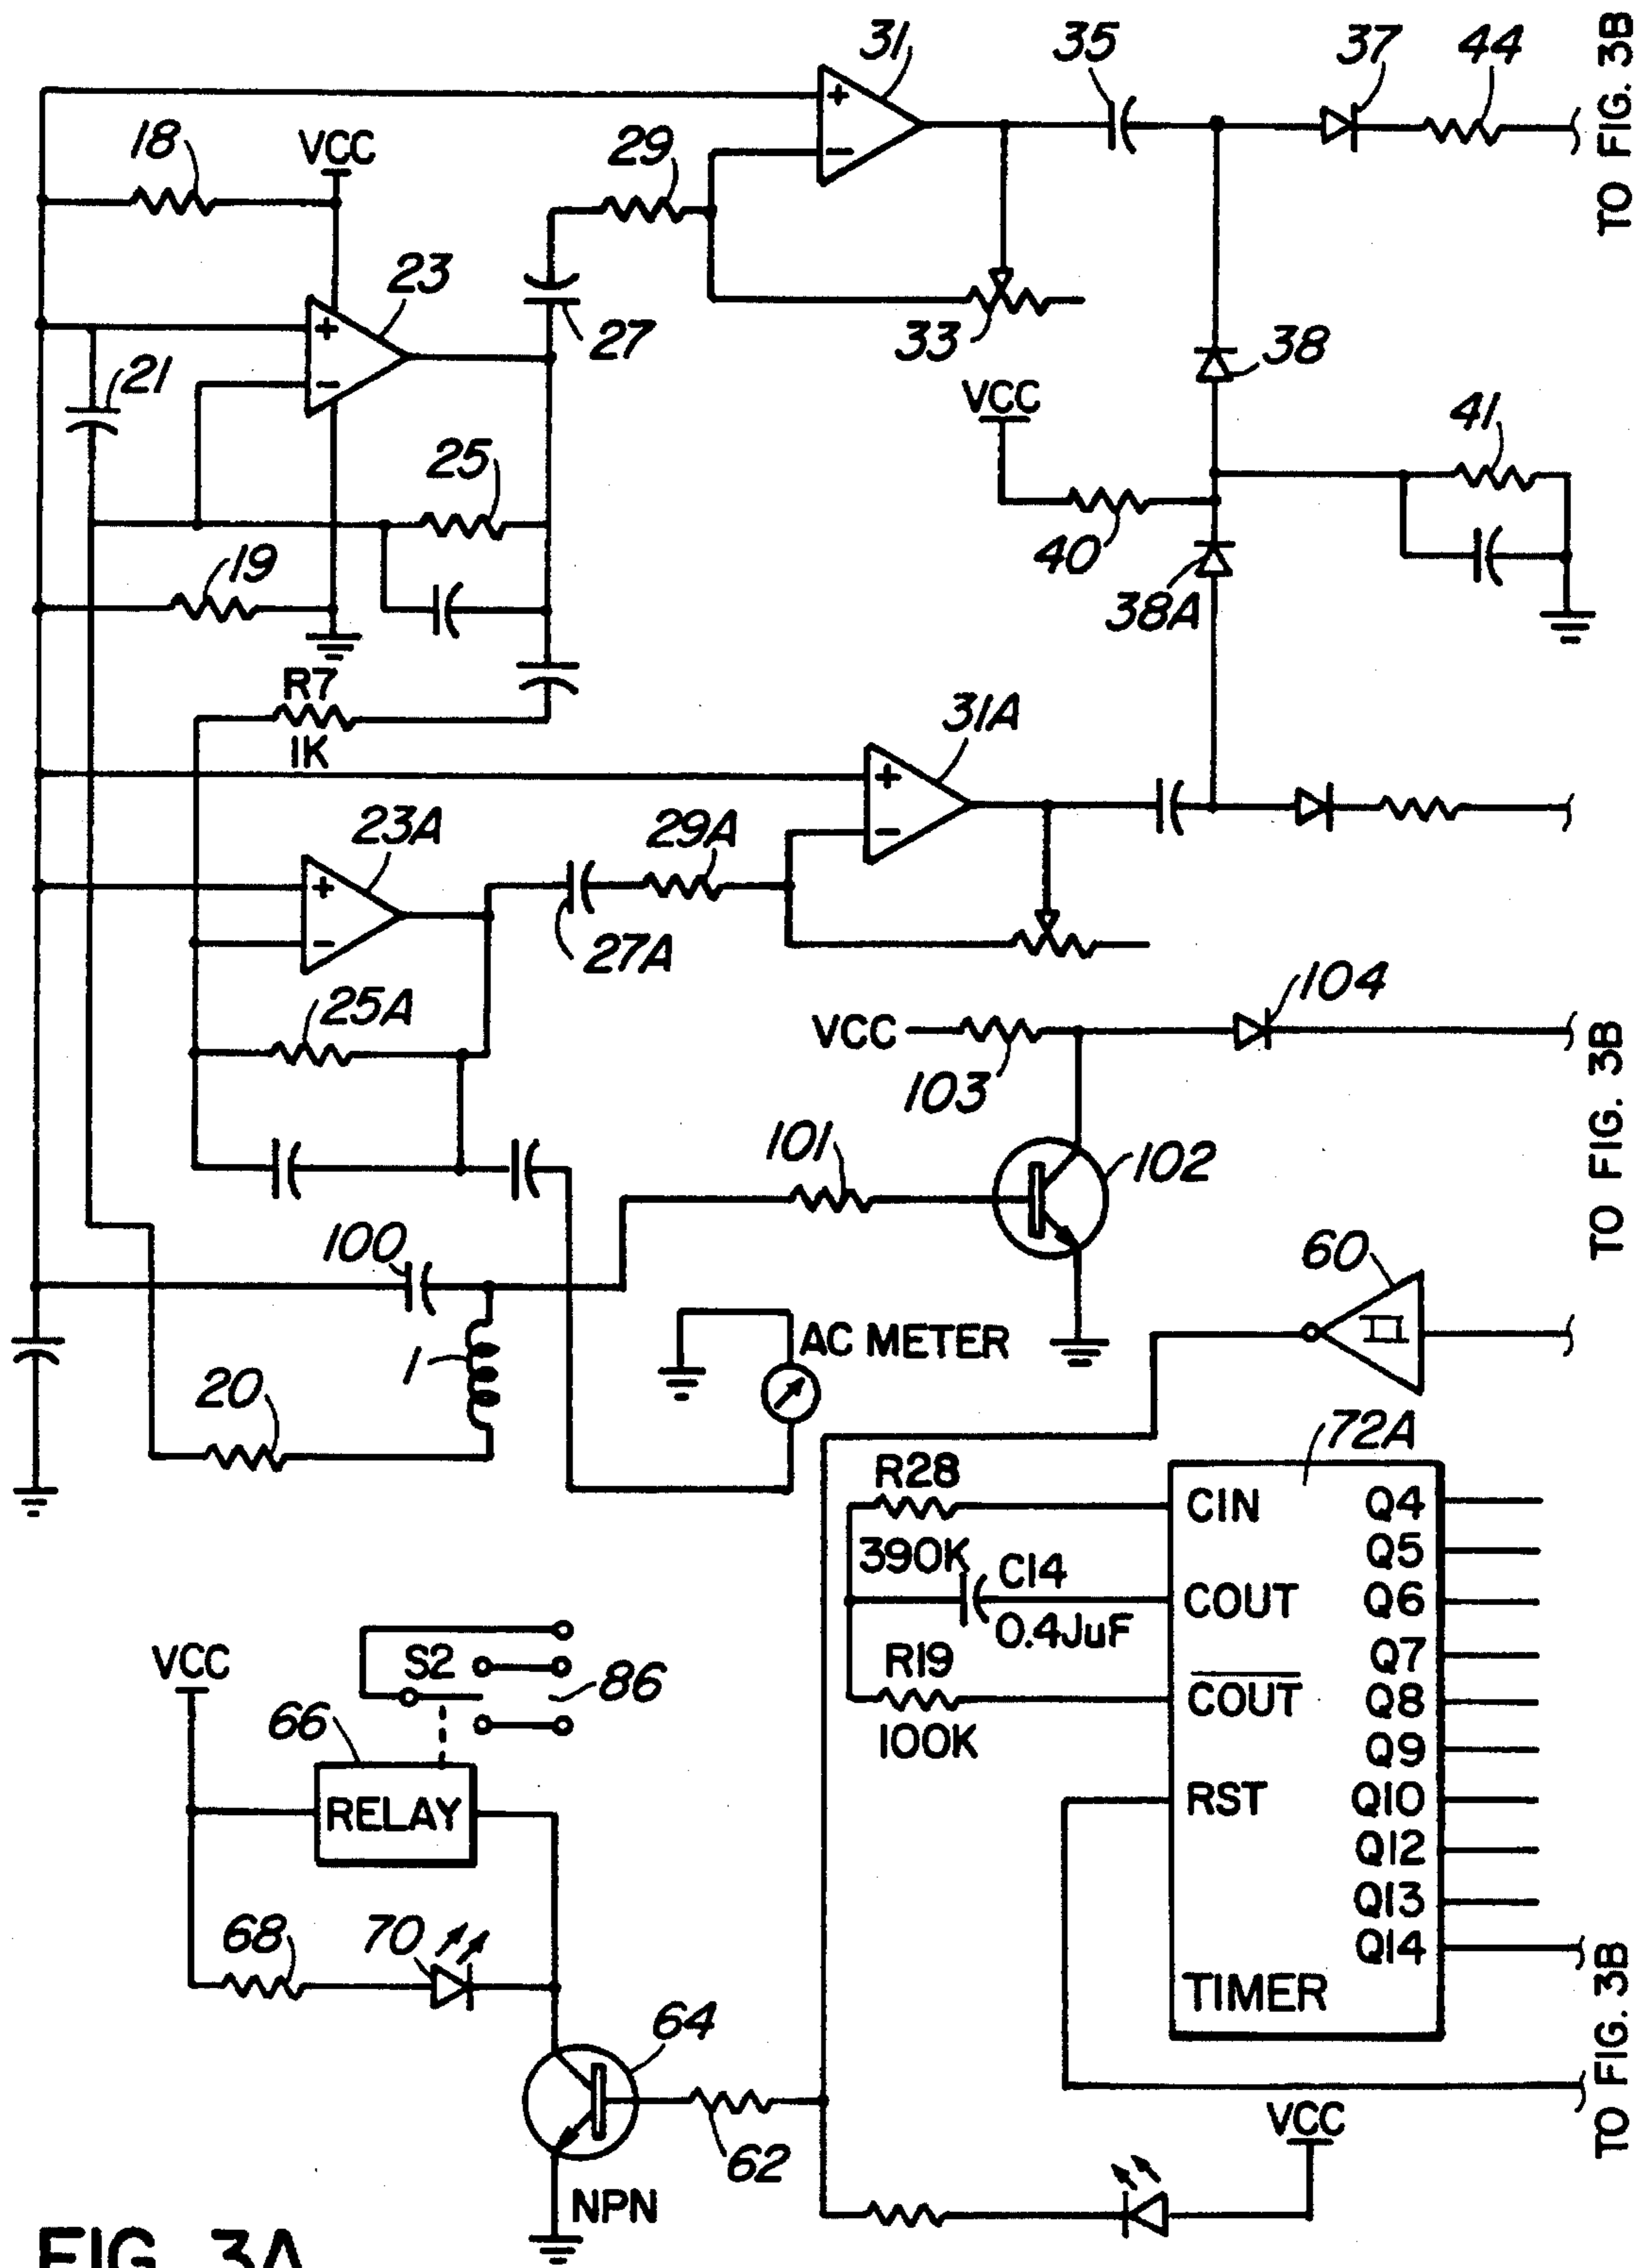 31
35
37
44
TO FIG. 3B
18
VCC
29
+
−
23
27
33
38
+
−
21
VCC
41
25
40
19
38A
R7
1K
31A
+
−
23A
29A
+
−
27A
25A
104
VCC
103
TO FIG. 3B
101
102
100
60
AC METER
1
20
72A
R28
CIN
Q4
390K
Q5
C14
COUT
Q6
0.4JuF
S2
R19
Q7
VCC
86
COUT
Q8
66
100K
Q9
RELAY
RST
Q10
Q12
Q13
68
70
Q14
TIMER
TO FIG. 3B
64
62
VCC
NPN
FIG. 3A